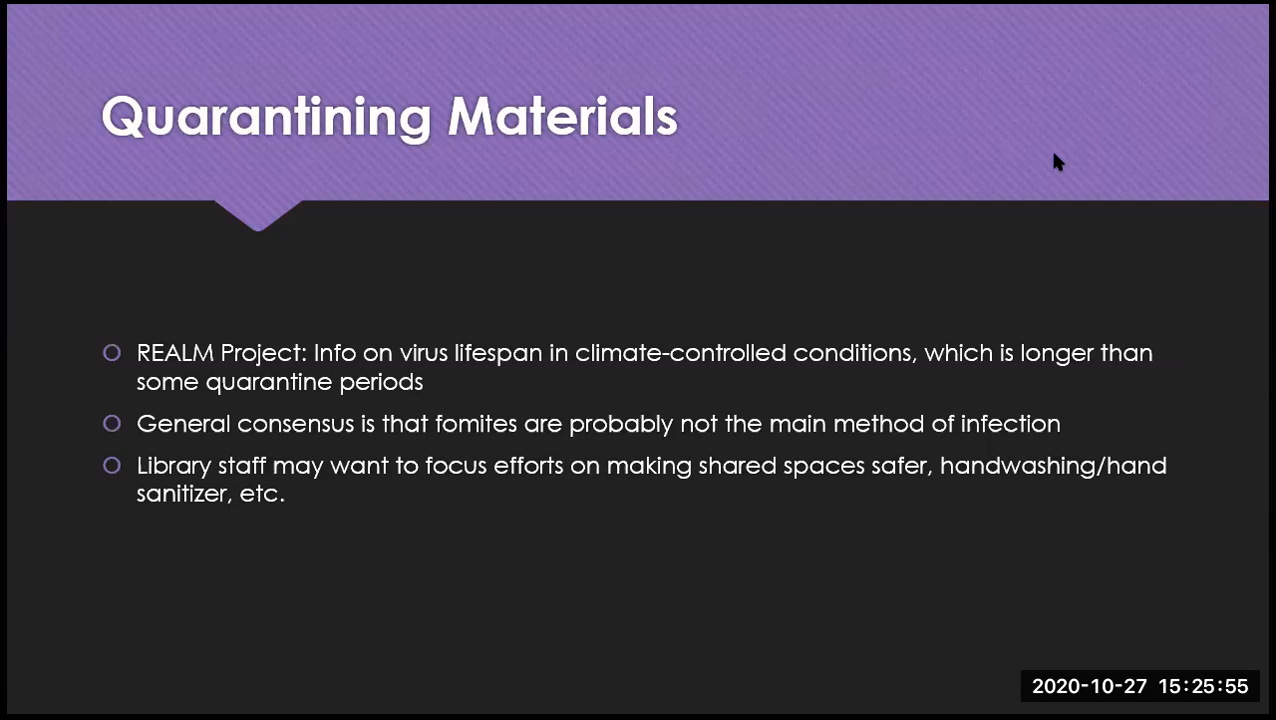 Quarantining Materials
REALM Project: Info on virus lifespan in climate-controlled conditions, which is longer than
some quarantine periods
General consensus is that fomites are probably not the main method of infection
Library staff may want to focus efforts on making shared spaces safer, handwashing/hand
sanitizer, etc.
2020-10-27 15:25:55